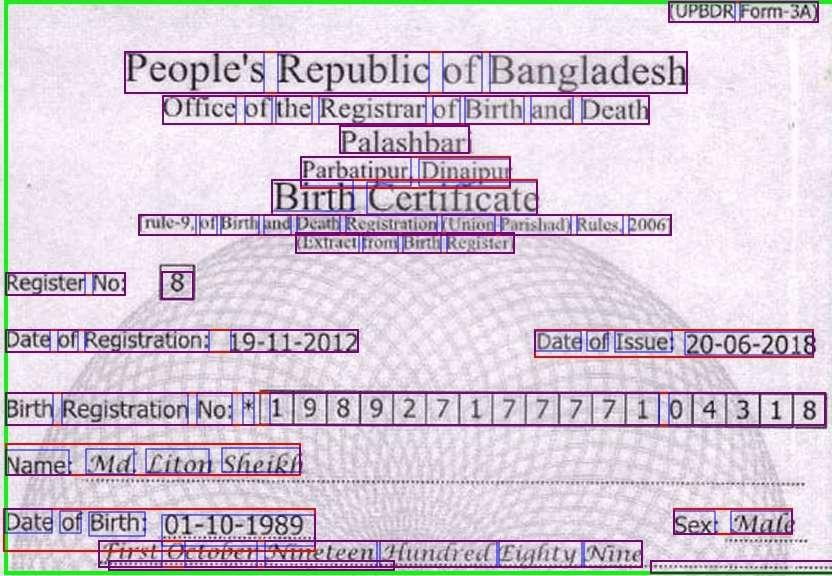 (UPBDR Form-3A)
People's Republic of Bangladesh
Office of the Registrar of Birth and Death
Palashbari
Parbatipur, Dinajpur
Birth Certificate
(rule-9, of Birth and Death Registration (Union Parishad) Rules, 2006)
(Extract from Birth Register)
Register No: 8
Date of Registration: 19-11-2012 Date of Issue: 20-06-2018
Birth Registration No: * 1 9 8 9 2 7 1 7 7 7 7 1 0 4 3 1 8
Name: Md. Liton Sheikh
Date of Birth: 01-10-1989 Sex: Male
First October Nineteen Hundred Eighty Nine